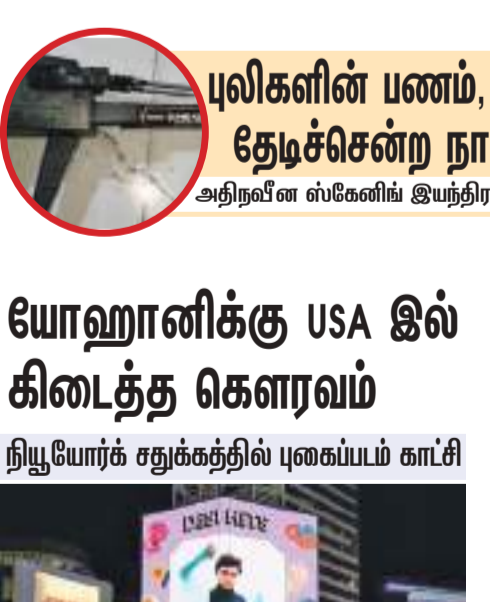 புலிகளின் பணம்,
தேடிச்சென்ற நா
அதிநவீன ஸ்கேனிங் இயந்திர
யோஹானிக்கு USA இல்
கிடைத்த கௌரவம்
நியூயோர்க் சதுக்கத்தில் புகைப்படம் காட்சி